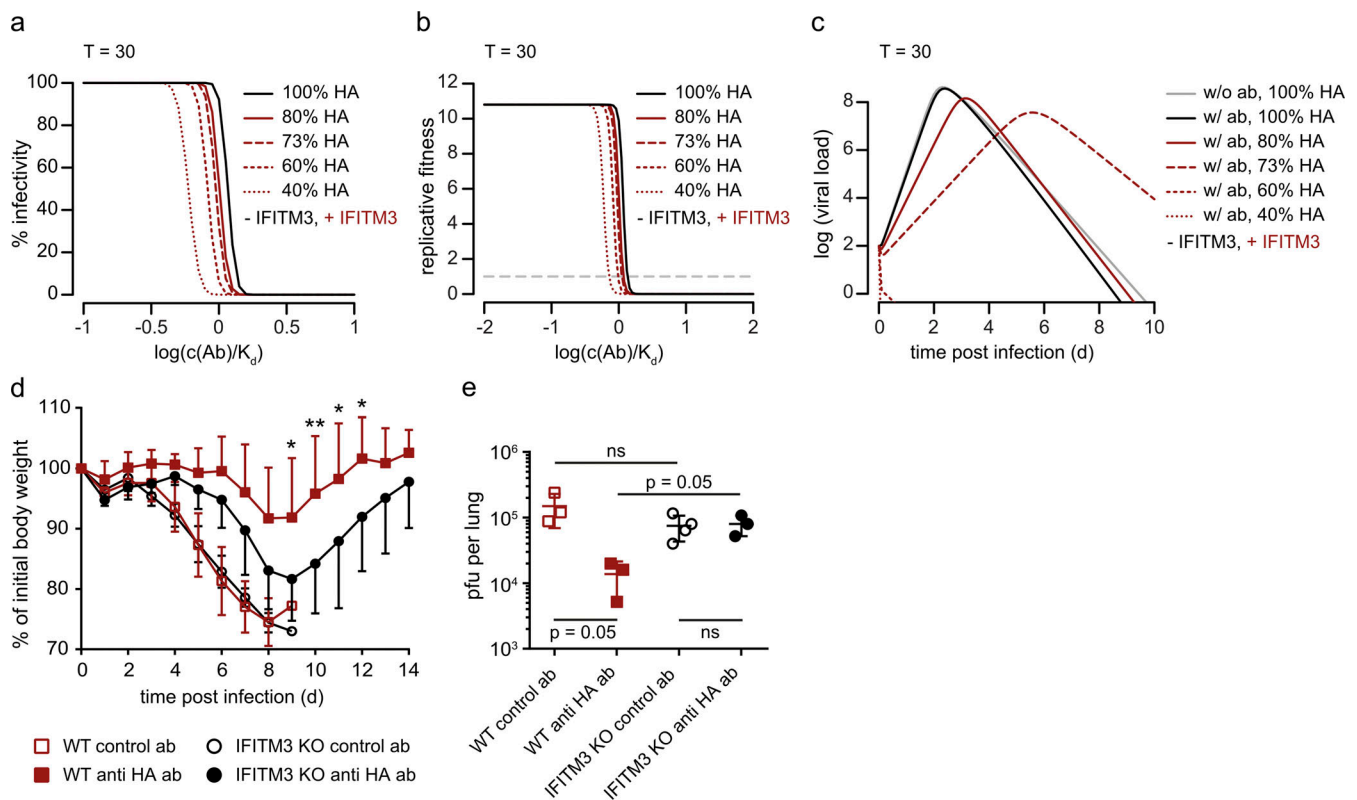 a
T = 30
% infectivity
100
80
60
40
20
0
-1
-0.5
0
0.5
1
log(c(Ab)/Kd)
100% HA
80% HA
73% HA
60% HA
40% HA
- IFITM3, + IFITM3
b
T = 30
replicative fitness
12
10
8
6
4
2
0
-2
-1
0
1
2
log(c(Ab)/Kd)
100% HA
80% HA
73% HA
60% HA
40% HA
- IFITM3, + IFITM3
c
T = 30
log (viral load)
8
6
4
2
0
0
2
4
6
8
10
time post infection (d)
w/o ab, 100% HA
w/ ab, 100% HA
w/ ab, 80% HA
w/ ab, 73% HA
w/ ab, 60% HA
w/ ab, 40% HA
- IFITM3, + IFITM3
d
% of initial body weight
110
100
90
80
70
*
**
*
*
0
2
4
6
8
10
12
14
time post infection (d)
WT control ab
WT anti HA ab
IFITM3 KO control ab
IFITM3 KO anti HA ab
e
pfu per lung
10⁶
10⁵
10⁴
10³
ns
p = 0.05
p = 0.05
ns
WT control ab
WT anti HA ab
IFITM3 KO control ab
IFITM3 KO anti HA ab